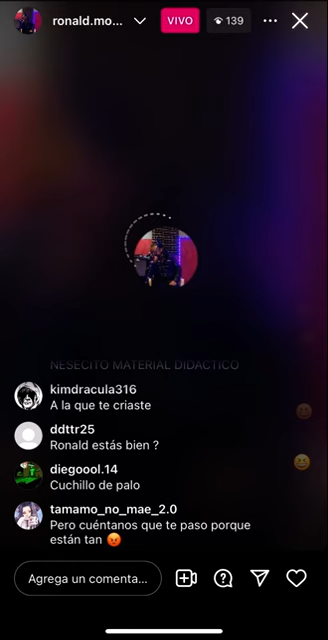 ronald.mo...
VIVO
139
NESECITO MATERIAL DIDACTICO
kimdracula316
A la que te criaste
ddttr25
Ronald estás bien ?
diegoool.14
Cuchillo de palo
tamamo_no_mae_2.0
Pero cuéntanos que te paso porque
están tan 😡
Agrega un comenta...